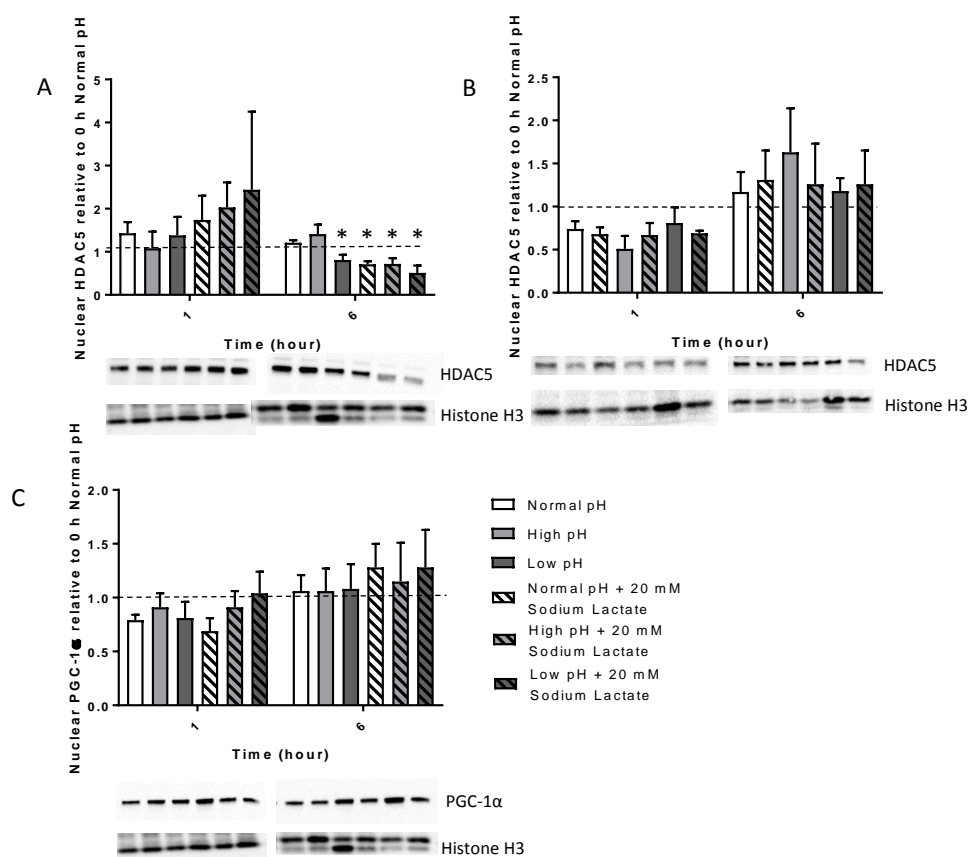 A
Nuclear HDAC5 relative to 0 h Normal pH
5
4
3
2
1
0
* * * *
1
6
Time (hour)
HDAC5
Histone H3
B
Nuclear HDAC5 relative to 0 h Normal pH
2.5
2.0
1.5
1.0
0.5
0.0
1
6
Time (hour)
HDAC5
Histone H3
C
Nuclear PGC-1α relative to 0 h Normal pH
2.0
1.5
1.0
0.5
0.0
1
6
Time (hour)
PGC-1α
Histone H3
Normal pH
High pH
Low pH
Normal pH + 20 mM
Sodium Lactate
High pH + 20 mM
Sodium Lactate
Low pH + 20 mM
Sodium Lactate